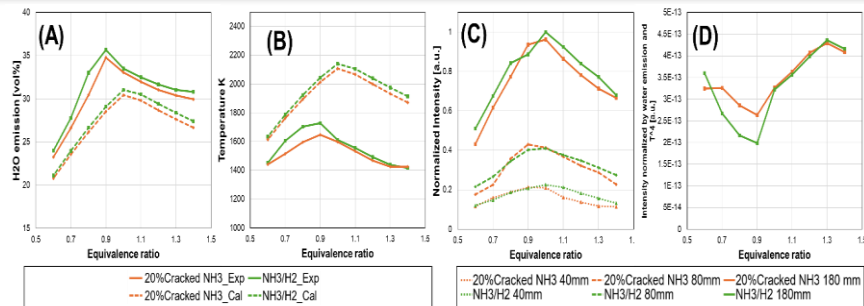 (A)
H2O emission [vol%]
40
35
30
25
20
15
0.5 0.7 0.9 1.1 1.3 1.5
Equivalence ratio
(B)
Temperature K
2400
2200
2000
1800
1600
1400
1200
1000
0.5 0.7 0.9 1.1 1.3 1.5
Equivalence ratio
20%Cracked NH3_Exp NH3/H2_Exp
20%Cracked NH3_Cal NH3/H2_Cal
(C)
Normalized Intensity [a.u.]
1
0.8
0.6
0.4
0.2
0
0.5 0.7 0.9 1.1 1.3 1.
Equivalence ratio
(D)
Intensity normalized by water emission and
T^4 [a.u.]
5E-13
4.5E-13
4E-13
3.5E-13
3E-13
2.5E-13
2E-13
1.5E-13
1E-13
5E-14
0
0.5 0.7 0.9 1.1 1.3 1.5
Equivalence ratio
20%Cracked NH3 40mm 20%Cracked NH3 80mm 20%Cracked NH3 180 mm
NH3/H2 40mm NH3/H2 80mm NH3/H2 180mm